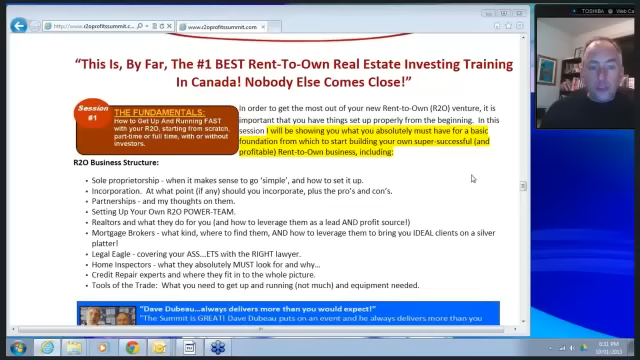 TOSHIBA
Web Ca
http://www.r2oprofitssummit.com/
www.r2oprofitssummit.com
"This Is, By Far, The #1 BEST Rent-To-Own Real Estate Investing Training
In Canada! Nobody Else Comes Close!"
Session
#1
THE FUNDAMENTALS:
How to Get Up and Running FAST
with your R2O, starting from scratch,
part-time or full time, with or without
investors.
In order to get the most out of your new Rent-to-Own (R2O) venture, it is
important that you have things set up properly from the beginning. In this
session I will be showing you what you absolutely must have for a basic
foundation from which to start building your own super-successful (and
profitable) Rent-to-Own business, including:
R2O Business Structure:
• Sole proprietorship - when it makes sense to go 'simple', and how to set it up.
• Incorporation. At what point (if any) should you incorporate, plus the pro's and con's.
• Partnerships - and my thoughts on them.
• Setting Up Your Own R2O POWER-TEAM.
• Realtors and what they do for you (and how to leverage them as a lead AND profit source!)
• Mortgage Brokers - what kind, where to find them, AND how to leverage them to bring you IDEAL clients on a silver
platter!
• Legal Eagle - covering your ASS...ETS with the RIGHT lawyer.
• Home Inspectors - what they absolutely MUST look for and why...
• Credit Repair experts and where they fit in to the whole picture.
• Tools of the Trade: What you need to get up and running (not much) and equipment needed.
"Dave Dubeau...always delivers more than you would expect!"
"The Summit is GREAT! Dave Dubeau puts on an event and he always delivers more than you
6:31 PM
10-01-2013